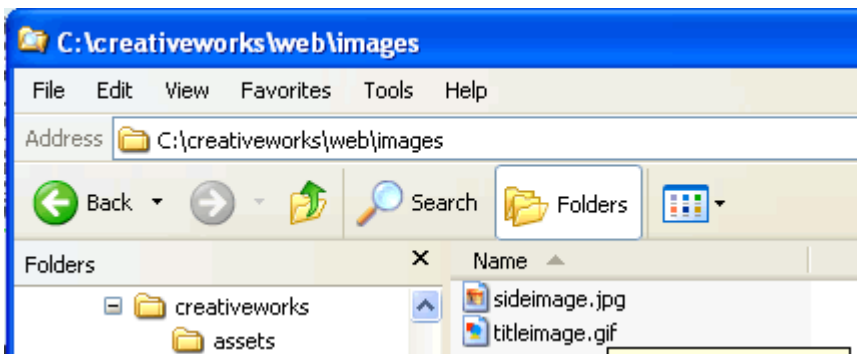 C:\creativeworks\web\images
File Edit View Favorites Tools Help
Address C:\creativeworks\web\images
Back Search Folders
Folders × Name
creativeworks sideimage.jpg
assets titleimage.gif